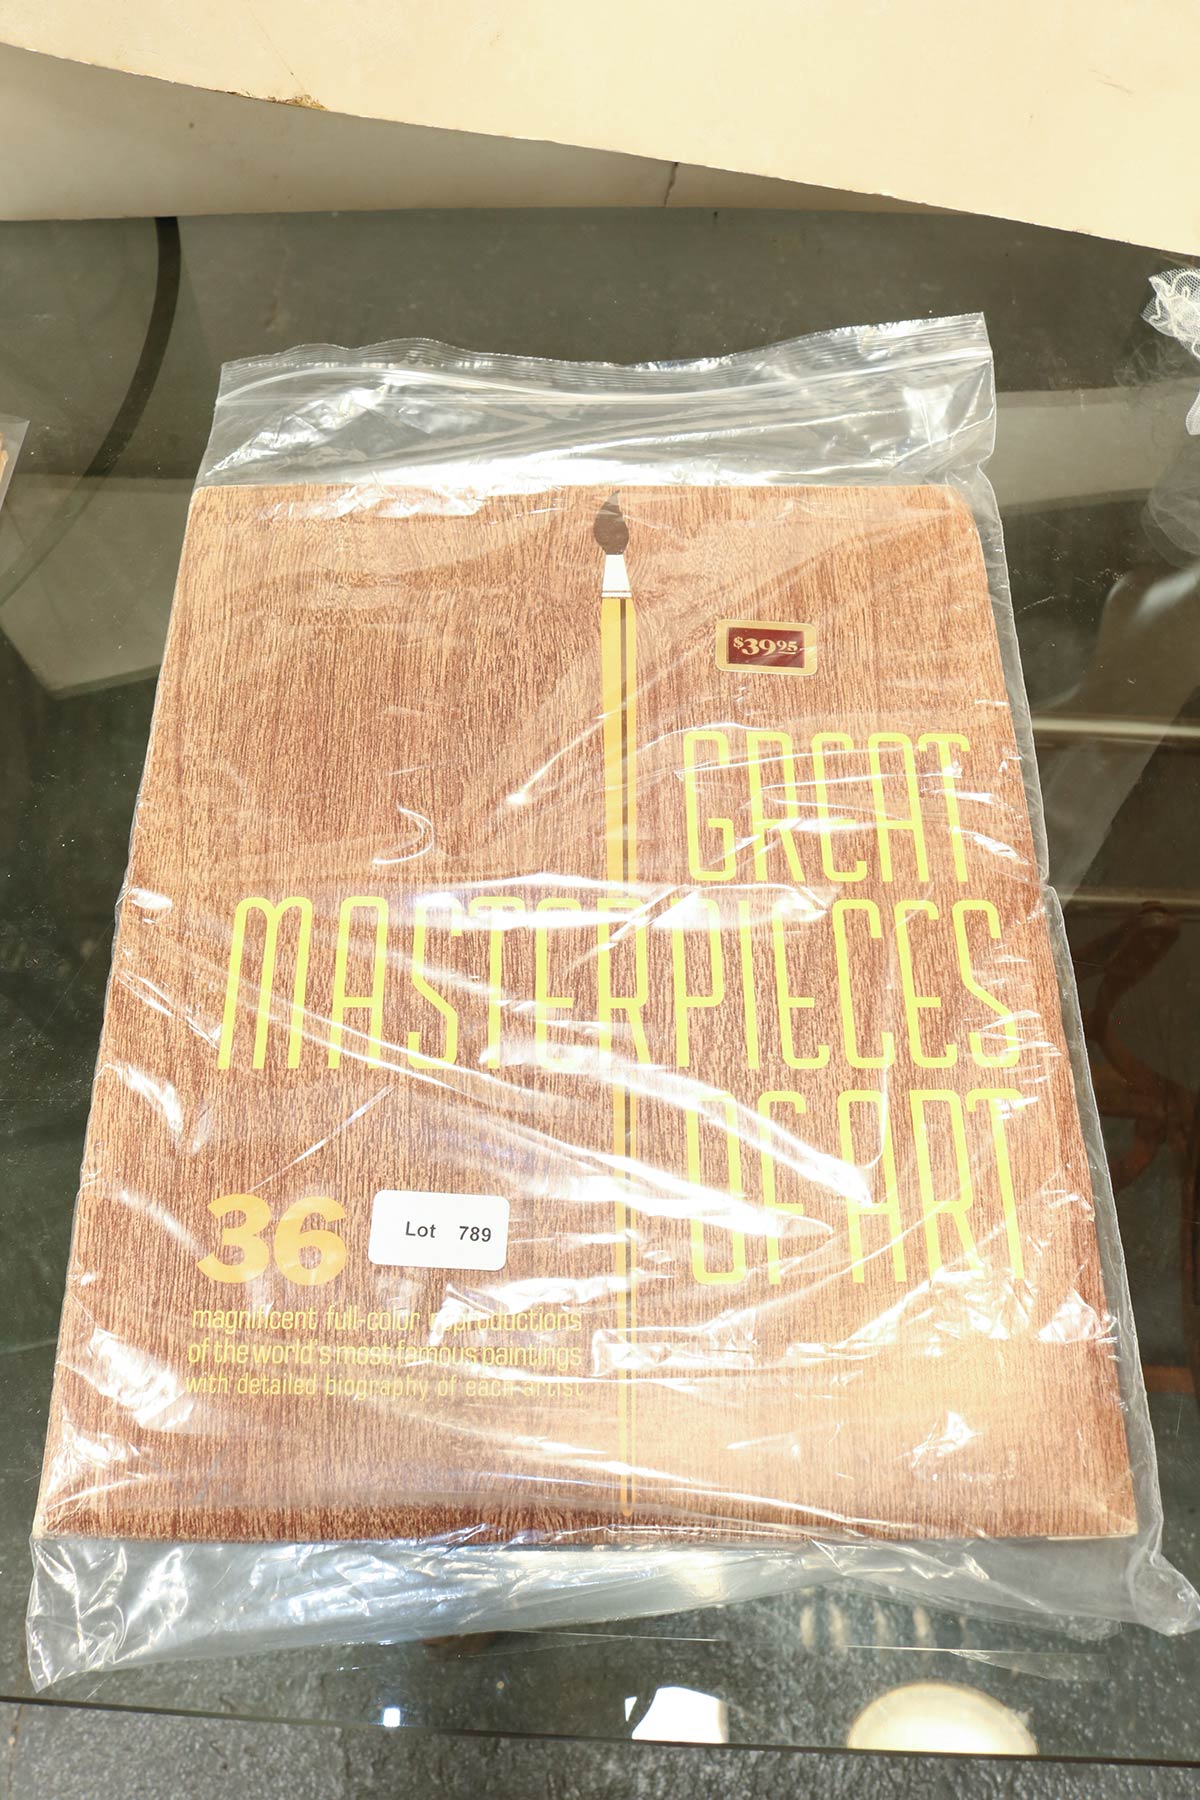 $39.95
GREAT
MASTERPIECES
OF ART
36
Lot 789
magnificent full-color reproductions
of the world's most famous paintings
with detailed biography of each artist